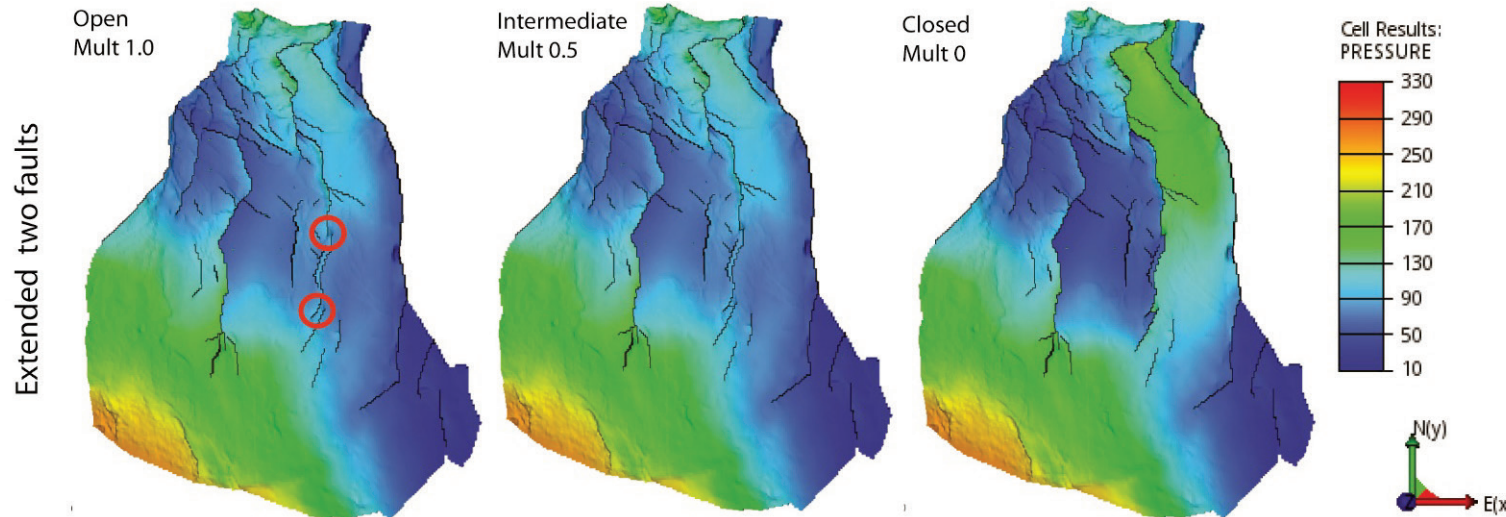 Open
Mult 1.0
Intermediate
Mult 0.5
Closed
Mult 0
Extended two faults
Cell Results:
PRESSURE
330
290
250
210
170
130
90
50
10
N(y)
E(x